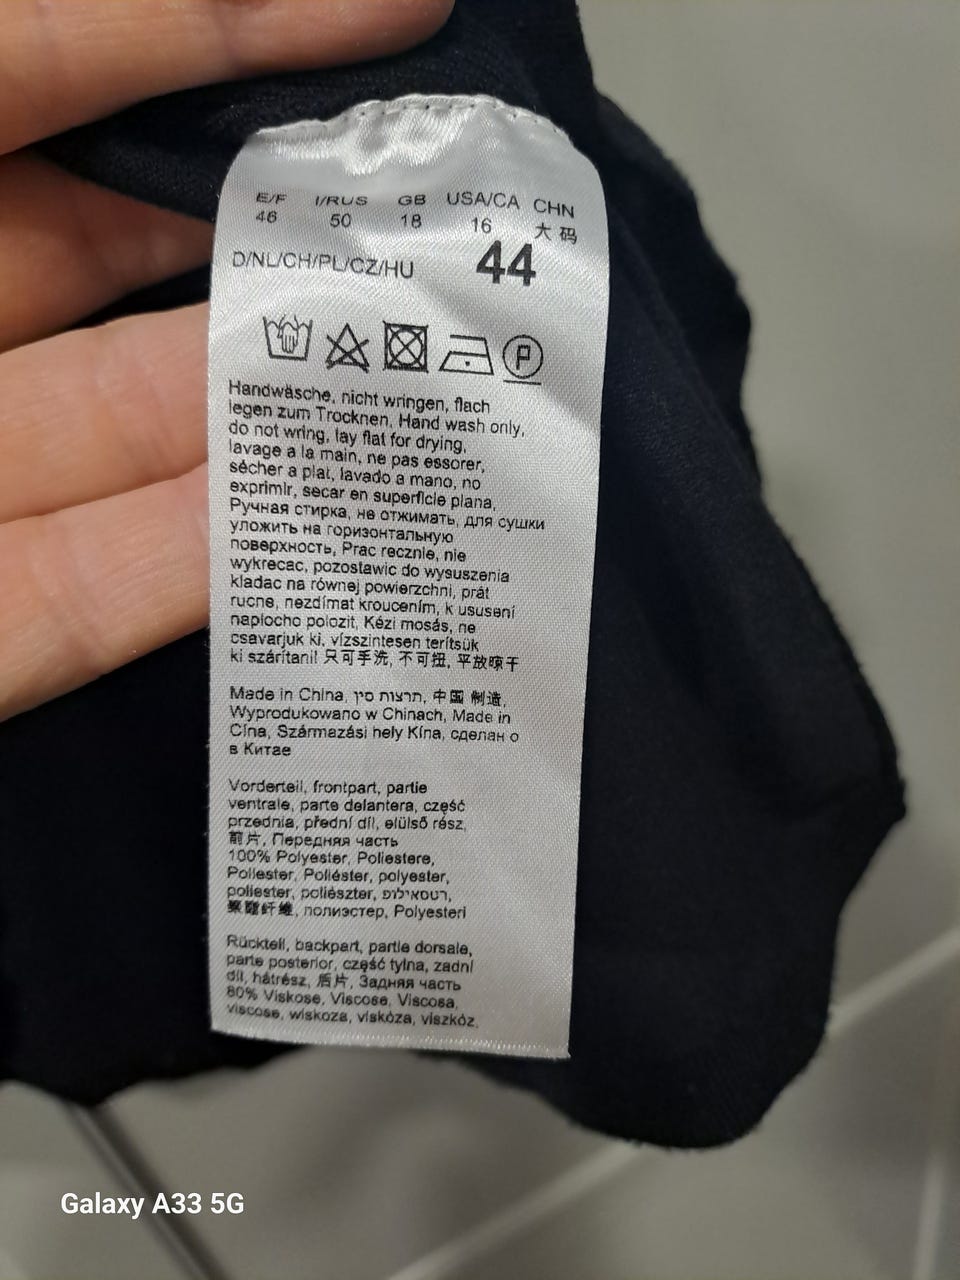 E/F I/RUS GB USA/CA CHN
46 50 18 16 大码
D/NL/CH/PL/CZ/HU 44
P
Handwäsche, nicht wringen, flach
legen zum Trocknen, Hand wash only,
do not wring, lay flat for drying,
lavage a la main, ne pas essorer,
sécher a plat, lavado a mano, no
exprimir, secar en superficie plana,
Ручная стирка, не отжимать, для сушки
уложить на горизонтальную
поверхность, Prac recznie, nie
wykrecac, pozostawic do wysuszenia
kladac na równej powierzchni, prát
rucne, nezdímat kroucením, k ususení
naplocho polozit, Kézi mosás, ne
csavarjuk ki, vízszintesen terítsük
ki szárítani! 只可手洗, 不可扭, 平放晾干
Made in China, תרצות סין, 中国 制造,
Wyprodukowano w Chinach, Made in
Cína, Származási hely Kína, сделан о
в Китае
Vorderteil, frontpart, partie
ventrale, parte delantera, część
przednia, přední díl, elülső rész,
前片, Передняя часть
100% Polyester, Poliestere,
Poliester, Poliéster, polyester,
poliester, poliészter, פוליאסטר,
聚酯纤维, полиэстер, Polyesteri
Rückteil, backpart, partie dorsale,
parte posterior, część tylna, zadní
díl, hátrész, 后片, Задняя часть
80% Viskose, Viscose, Viscosa,
viscose, wiskoza, viskóza, viszkóz,
Galaxy A33 5G